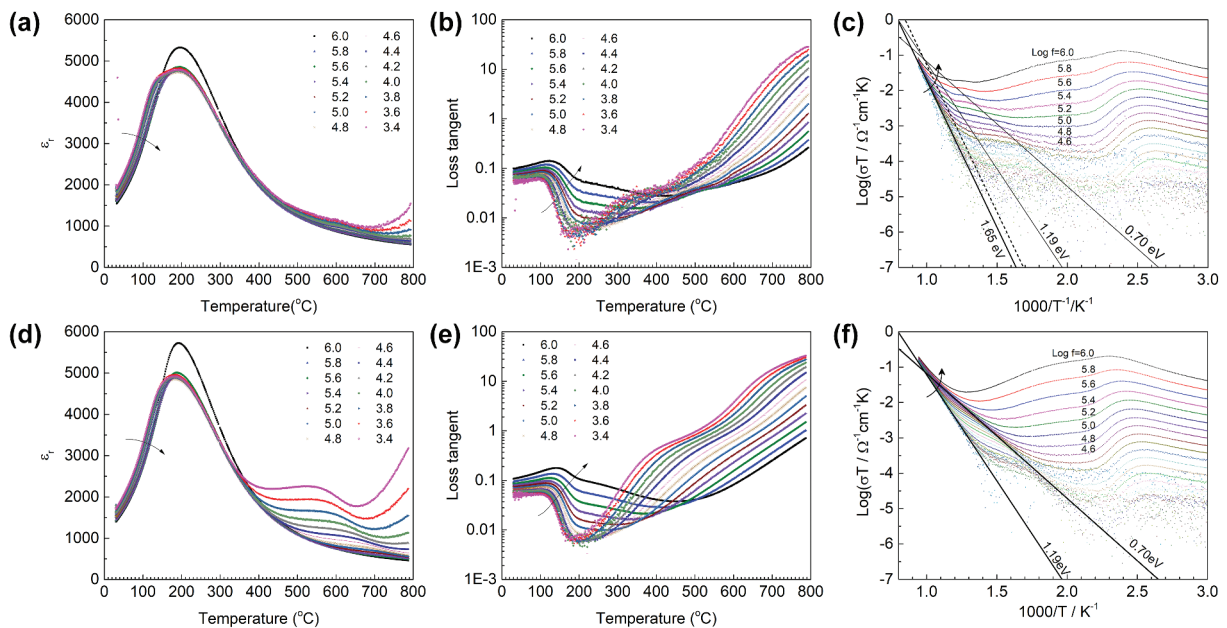 (a)
6000
5000
4000
3000
2000
1000
0
εr
0 100 200 300 400 500 600 700 800
Temperature(°C)
6.0 4.6
5.8 4.4
5.6 4.2
5.4 4.0
5.2 3.8
5.0 3.6
4.8 3.4
(b)
100
10
1
0.1
0.01
1E-3
Loss tangent
0 100 200 300 400 500 600 700 800
Temperature (°C)
6.0 4.6
5.8 4.4
5.6 4.2
5.4 4.0
5.2 3.8
5.0 3.6
4.8 3.4
(c)
0
-1
-2
-3
-4
-5
-6
-7
Log(σT / Ω⁻¹cm⁻¹K)
Log f=6.0
5.8
5.6
5.4
5.2
5.0
4.8
4.6
1.65 eV
1.19 eV
0.70 eV
1.0 1.5 2.0 2.5 3.0
1000/T⁻¹/K⁻¹
(d)
6000
5000
4000
3000
2000
1000
0
εr
0 100 200 300 400 500 600 700 800
Temperature (°C)
6.0 4.6
5.8 4.4
5.6 4.2
5.4 4.0
5.2 3.8
5.0 3.6
4.8 3.4
(e)
100
10
1
0.1
0.01
1E-3
Loss tangent
0 100 200 300 400 500 600 700 800
Temperature (°C)
6.0 4.6
5.8 4.4
5.6 4.2
5.4 4.0
5.2 3.8
5.0 3.6
4.8 3.4
(f)
0
-1
-2
-3
-4
-5
-6
-7
Log(σT / Ω⁻¹cm⁻¹K)
Log f=6.0
5.8
5.6
5.4
5.2
5.0
4.8
4.6
1.19eV
0.70eV
1.0 1.5 2.0 2.5 3.0
1000/T / K⁻¹